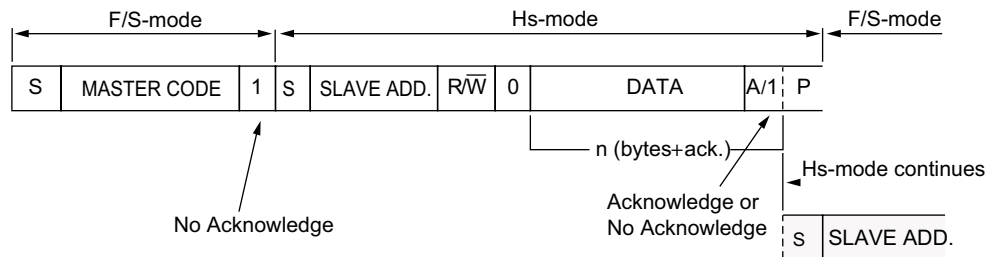 F/S-mode Hs-mode F/S-mode
S MASTER CODE 1 S SLAVE ADD. R/W̅ 0 DATA A/1 P
n (bytes+ack.)
Hs-mode continues
No Acknowledge
Acknowledge or
No Acknowledge
S SLAVE ADD.